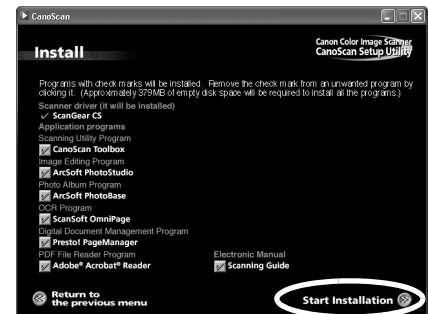 CanoScan
Install
Canon Color Image Scanner
CanoScan Setup Utility
Programs with check marks will be installed. Remove the check mark from an unwanted program by
clicking it. (Approximately 379MB of empty disk space will be required to install all the programs.)
Scanner driver (it will be installed)
ScanGear CS
Application programs
Scanning Utility Program
CanoScan Toolbox
Image Editing Program
ArcSoft PhotoStudio
Photo Album Program
ArcSoft PhotoBase
OCR Program
ScanSoft OmniPage
Digital Document Management Program
Presto! PageManager
PDF File Reader Program
Adobe® Acrobat® Reader
Electronic Manual
Scanning Guide
Return to
the previous menu
Start Installation